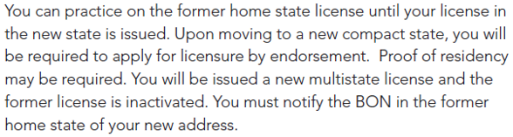 You can practice on the former home state license until your license in
the new state is issued. Upon moving to a new compact state, you will
be required to apply for licensure by endorsement.  Proof of residency
may be required. You will be issued a new multistate license and the
former license is inactivated. You must notify the BON in the former
home state of your new address.